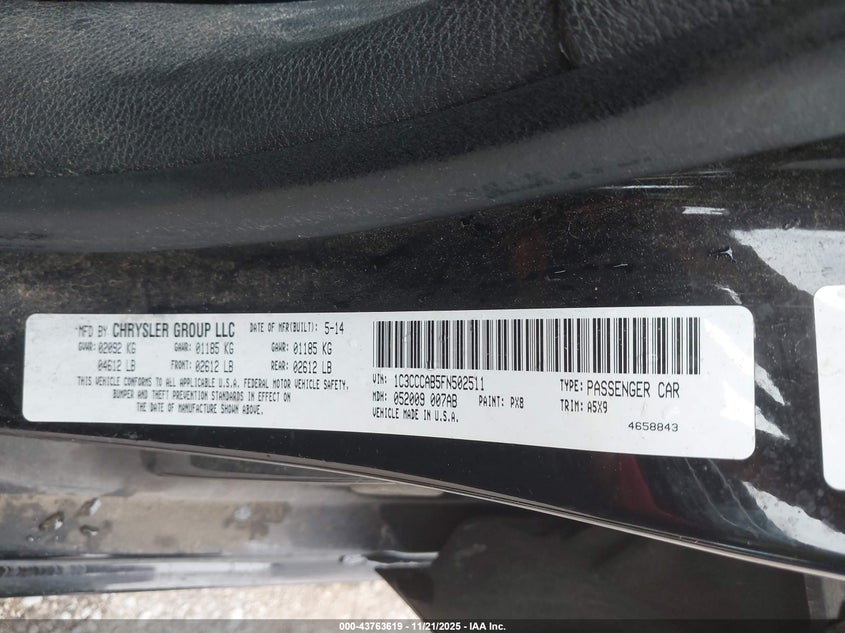 MFD BY CHRYSLER GROUP LLC DATE OF MFR(BUILT): 5-14
GVWR: 02092 KG GAWR: 01185 KG GAWR: 01185 KG
04612 LB FRONT: 02612 LB REAR: 02612 LB
THIS VEHICLE CONFORMS TO ALL APPLICABLE U.S.A. FEDERAL MOTOR VEHICLE SAFETY,
BUMPER AND THEFT PREVENTION STANDARDS IN EFFECT ON
THE DATE OF MANUFACTURE SHOWN ABOVE.
VIN: 1C3CCCAB5FN502511 TYPE: PASSENGER CAR
MDH: 052009 007AB PAINT: PX8 TRIM: A5X9
VEHICLE MADE IN U.S.A.
4658843
000-43763619 - 11/21/2025 - IAA Inc.